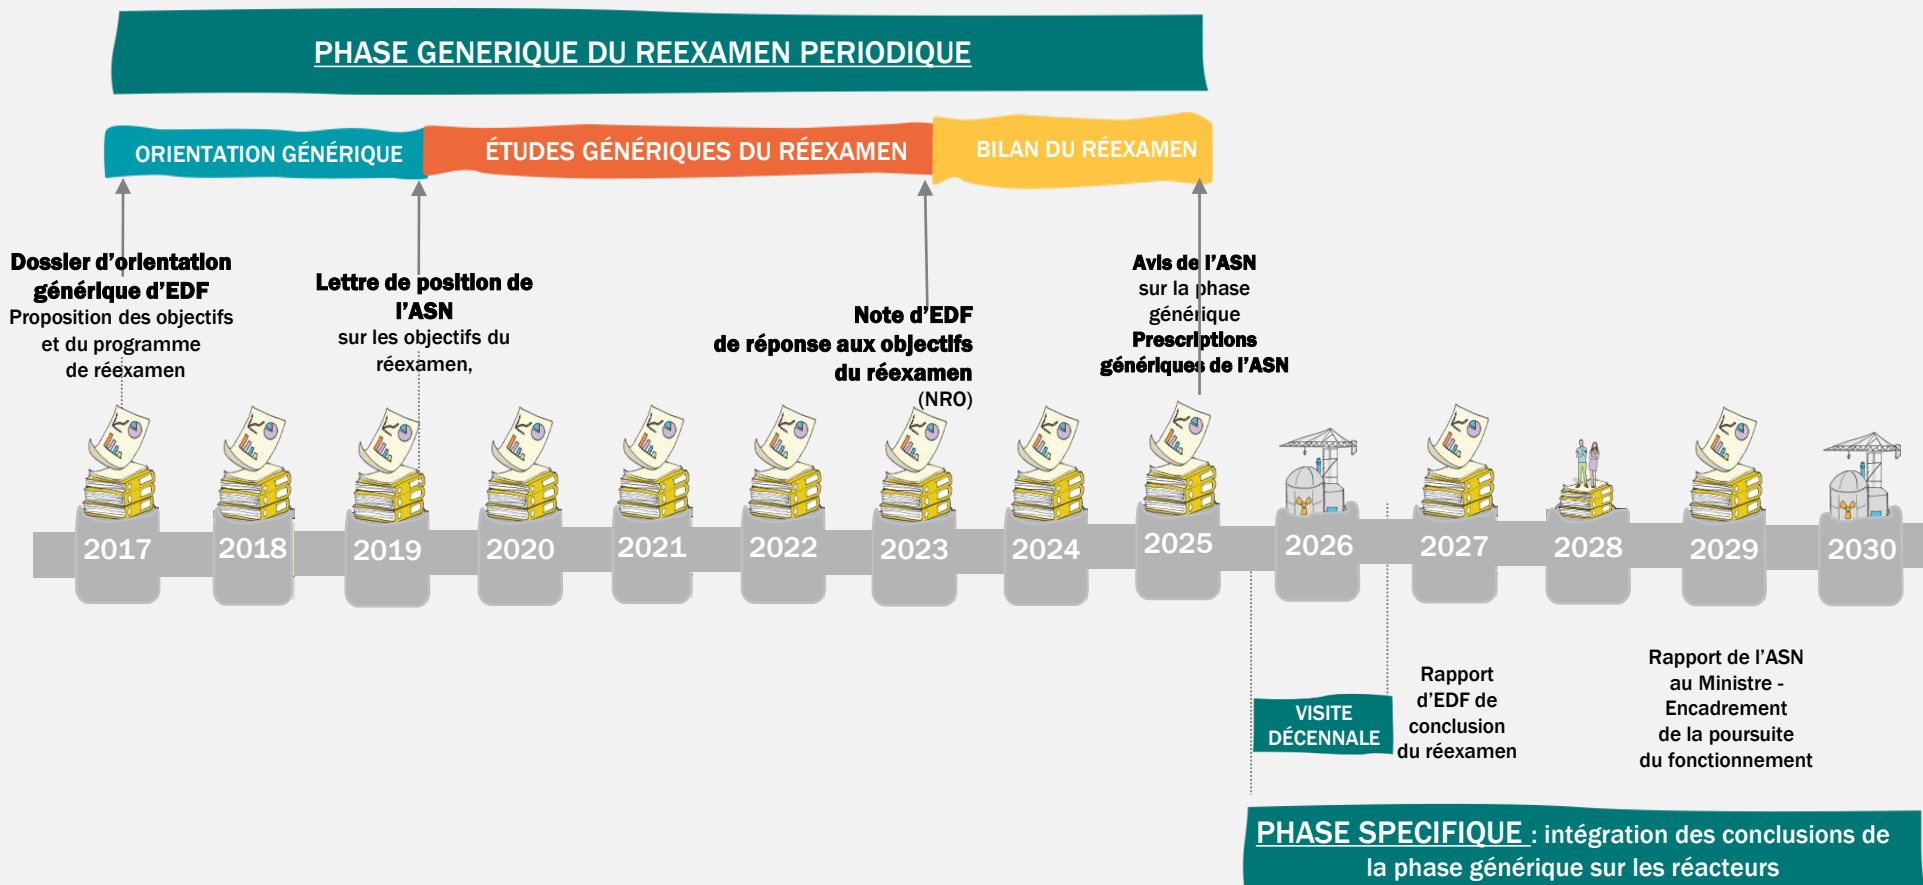 PHASE GENERIQUE DU REEXAMEN PERIODIQUE
ORIENTATION GÉNÉRIQUE
ÉTUDES GÉNÉRIQUES DU RÉEXAMEN
BILAN DU RÉEXAMEN
Dossier d'orientation
générique d'EDF
Proposition des objectifs
et du programme
de réexamen
Lettre de position de
l'ASN
sur les objectifs du
réexamen,
Note d'EDF
de réponse aux objectifs
du réexamen
(NRO)
Avis de l'ASN
sur la phase
générique
Prescriptions
génériques de l'ASN
2017
2018
2019
2020
2021
2022
2023
2024
2025
2026
2027
2028
2029
2030
VISITE
DÉCENNALE
Rapport
d'EDF de
conclusion
du réexamen
Rapport de l'ASN
au Ministre -
Encadrement
de la poursuite
du fonctionnement
PHASE SPECIFIQUE : intégration des conclusions de
la phase générique sur les réacteurs